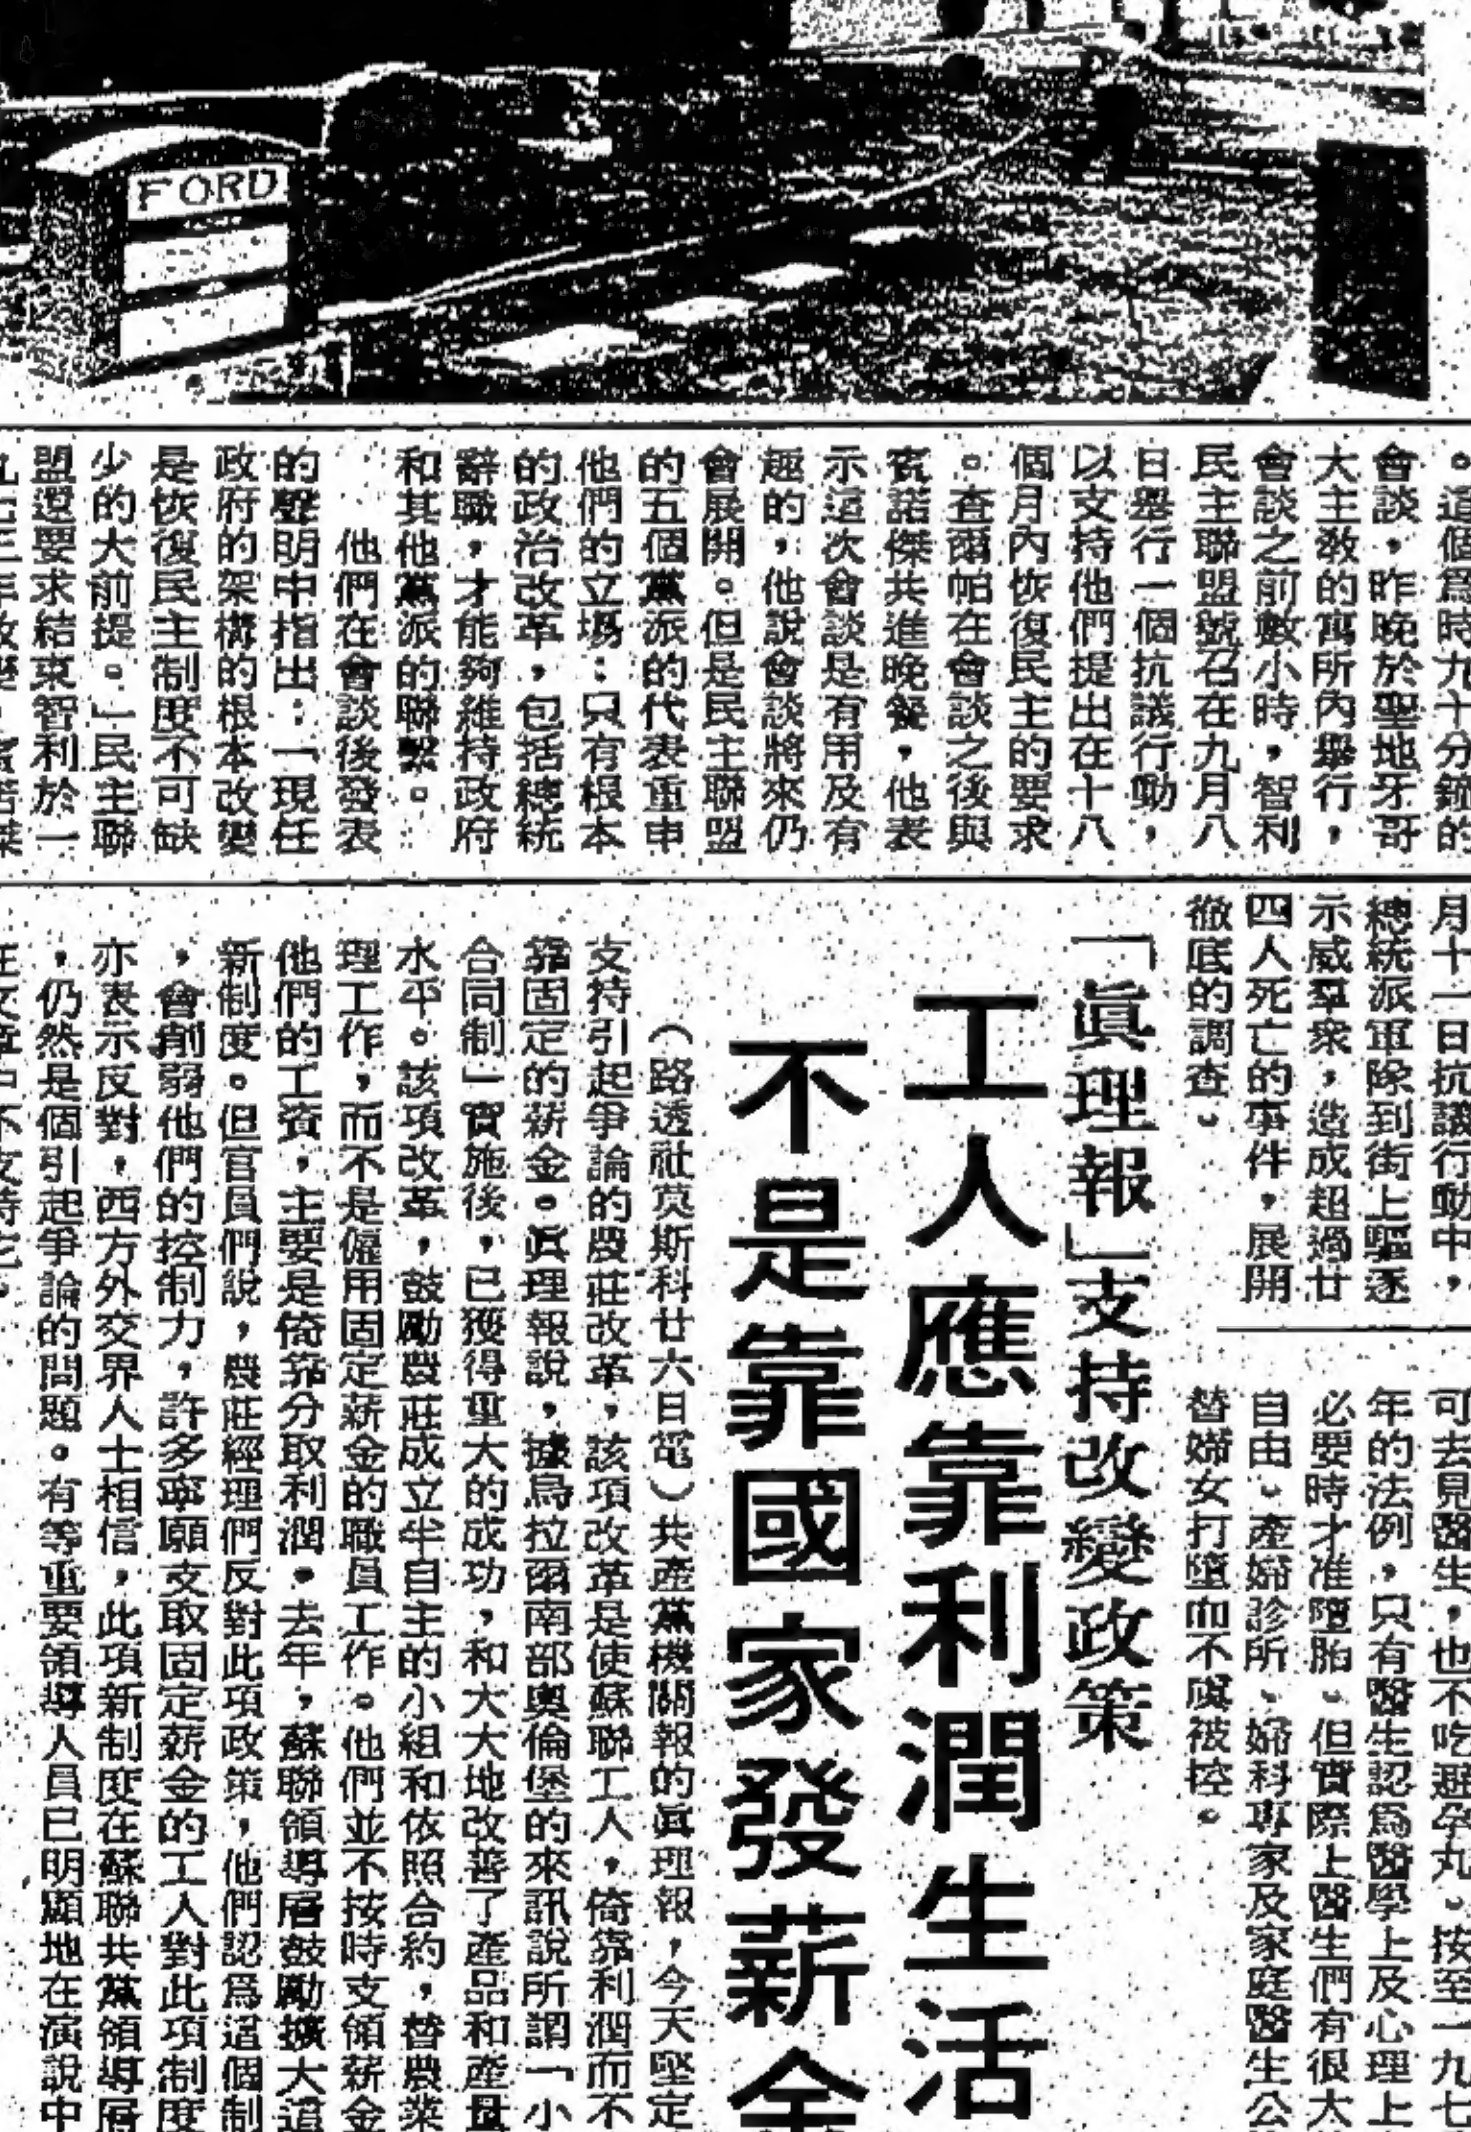 FORD
。這個為時九十分鐘的
會談，昨晚於聖地牙哥
大主教的寓所內舉行，
會談之前數小時，智利
民主聯盟號召在九月八
日舉行一個抗議行動，
以支持他們提出在十八
個月內恢復民主的要求
。查爾帕在會談之後與
賓諾傑共進晚餐，他表
示這次會談是有用及有
趣的，他說會談將來仍
會展開。但是民主聯盟
的五個黨派的代表重申
他們的立場：只有根本
的政治改革，包括總統
辭職，才能夠維持政府
和其他黨派的聯繫。
他們在會談後發表
的聲明中指出：「現任
政府的架構的根本改變
是恢復民主制度不可缺
少的大前提。」民主聯
盟還要求結束智利於一
月十一日抗議行動中，
總統派軍隊到街上驅逐
示威羣衆，造成超過廿
四人死亡的事件，展開
徹底的調查。
可去見醫生，也不吃避孕丸。按至一九七
年的法例，只有醫生認爲醫學上及心理上
必要時才准墮胎。但實際上醫生們有很大
自由。產婦診所、婦科專家及家庭醫生公
替婦女打墮而不虞被控。
「眞理報」支持改變政策
工人應靠利潤生活
不是靠國家發薪金
（路透社莫斯科廿六日電）共產黨機關報的眞理報，今天堅定
支持引起爭論的農莊改革，該項改革是使蘇聯工人，倚靠利潤而不
靠固定的薪金。眞理報說，據烏拉爾南部奧倫堡的來訊說所謂「小
合同制」實施後，已獲得重大的成功，和大大地改善了產品和產量
水平。該項改革，鼓勵農莊成立半自主的小組和依照合約，替農業
理工作，而不是僱用固定薪金的職員工作。他們並不按時支領薪金
他們的工資，主要是倚靠分取利潤。去年，蘇聯領導層鼓勵擴大這
新制度。但官員們說，農莊經理們反對此項政策，他們認爲這個制
，會削弱他們的控制力，許多寧願支取固定薪金的工人對此項制度
亦表示反對，西方外交界人士相信，此項新制度在蘇聯共黨領導層
，仍然是個引起爭論的問題。有等重要領導人員已明顯地在演說中